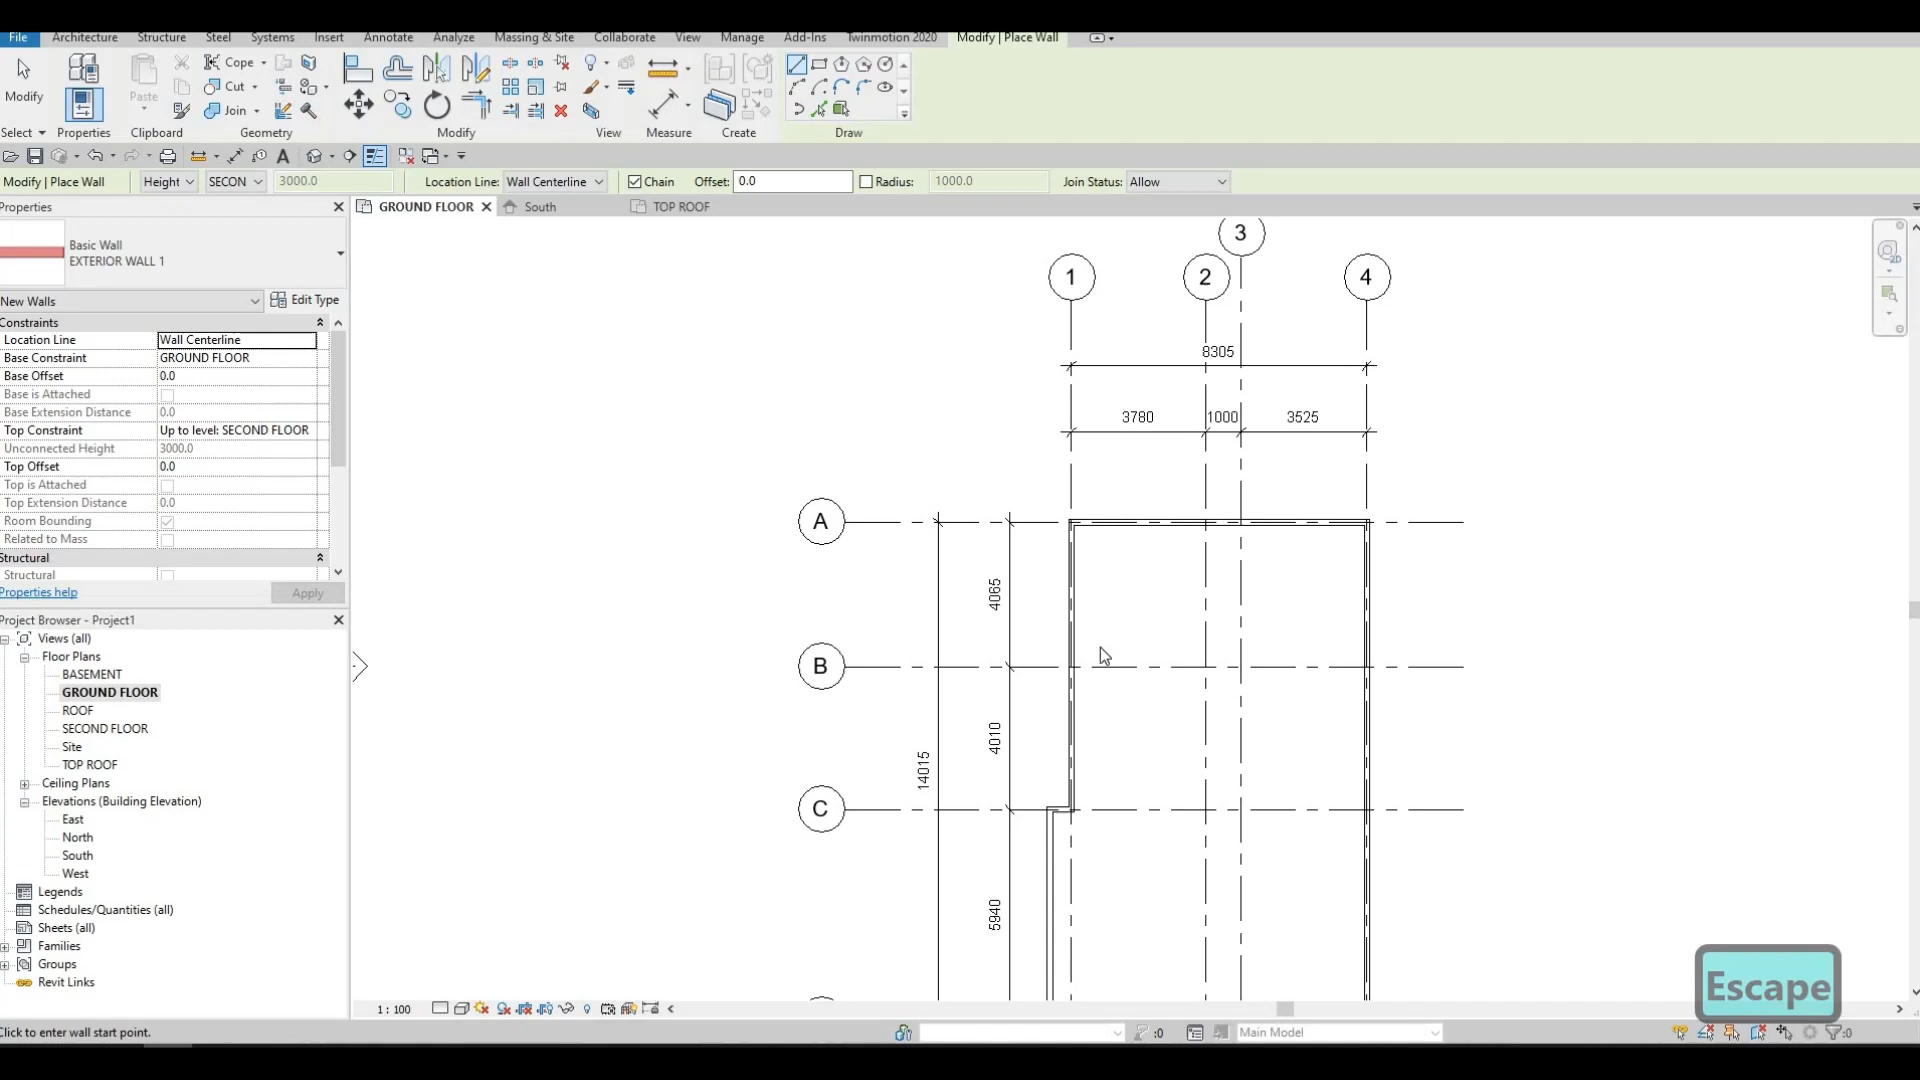 File Architecture Structure Steel Systems Insert Annotate Analyze Massing & Site Collaborate View Manage Add-Ins Twinmotion 2020 Modify | Place Wall
Modify
Paste
Cope
Cut
Join
Select Properties Clipboard Geometry Modify View Measure Create Draw
Modify | Place Wall Height SECON 3000.0 Location Line: Wall Centerline Chain Offset: 0.0 Radius: 1000.0 Join Status: Allow
Properties
GROUND FLOOR South TOP ROOF
Basic Wall
EXTERIOR WALL 1
New Walls Edit Type
Constraints
Location Line Wall Centerline
Base Constraint GROUND FLOOR
Base Offset 0.0
Base is Attached
Base Extension Distance 0.0
Top Constraint Up to level: SECOND FLOOR
Unconnected Height 3000.0
Top Offset 0.0
Top is Attached
Top Extension Distance 0.0
Room Bounding
Related to Mass
Structural
Structural
Properties help Apply
Project Browser - Project1
Views (all)
Floor Plans
BASEMENT
GROUND FLOOR
ROOF
SECOND FLOOR
Site
TOP ROOF
Ceiling Plans
Elevations (Building Elevation)
East
North
South
West
Legends
Schedules/Quantities (all)
Sheets (all)
Families
Groups
Revit Links
2D
3
1 2 4
8305
3780 1000 3525
A
4065
B
4010
14015
C
5940
Escape
1 : 100
Click to enter wall start point.
:0 Main Model :0